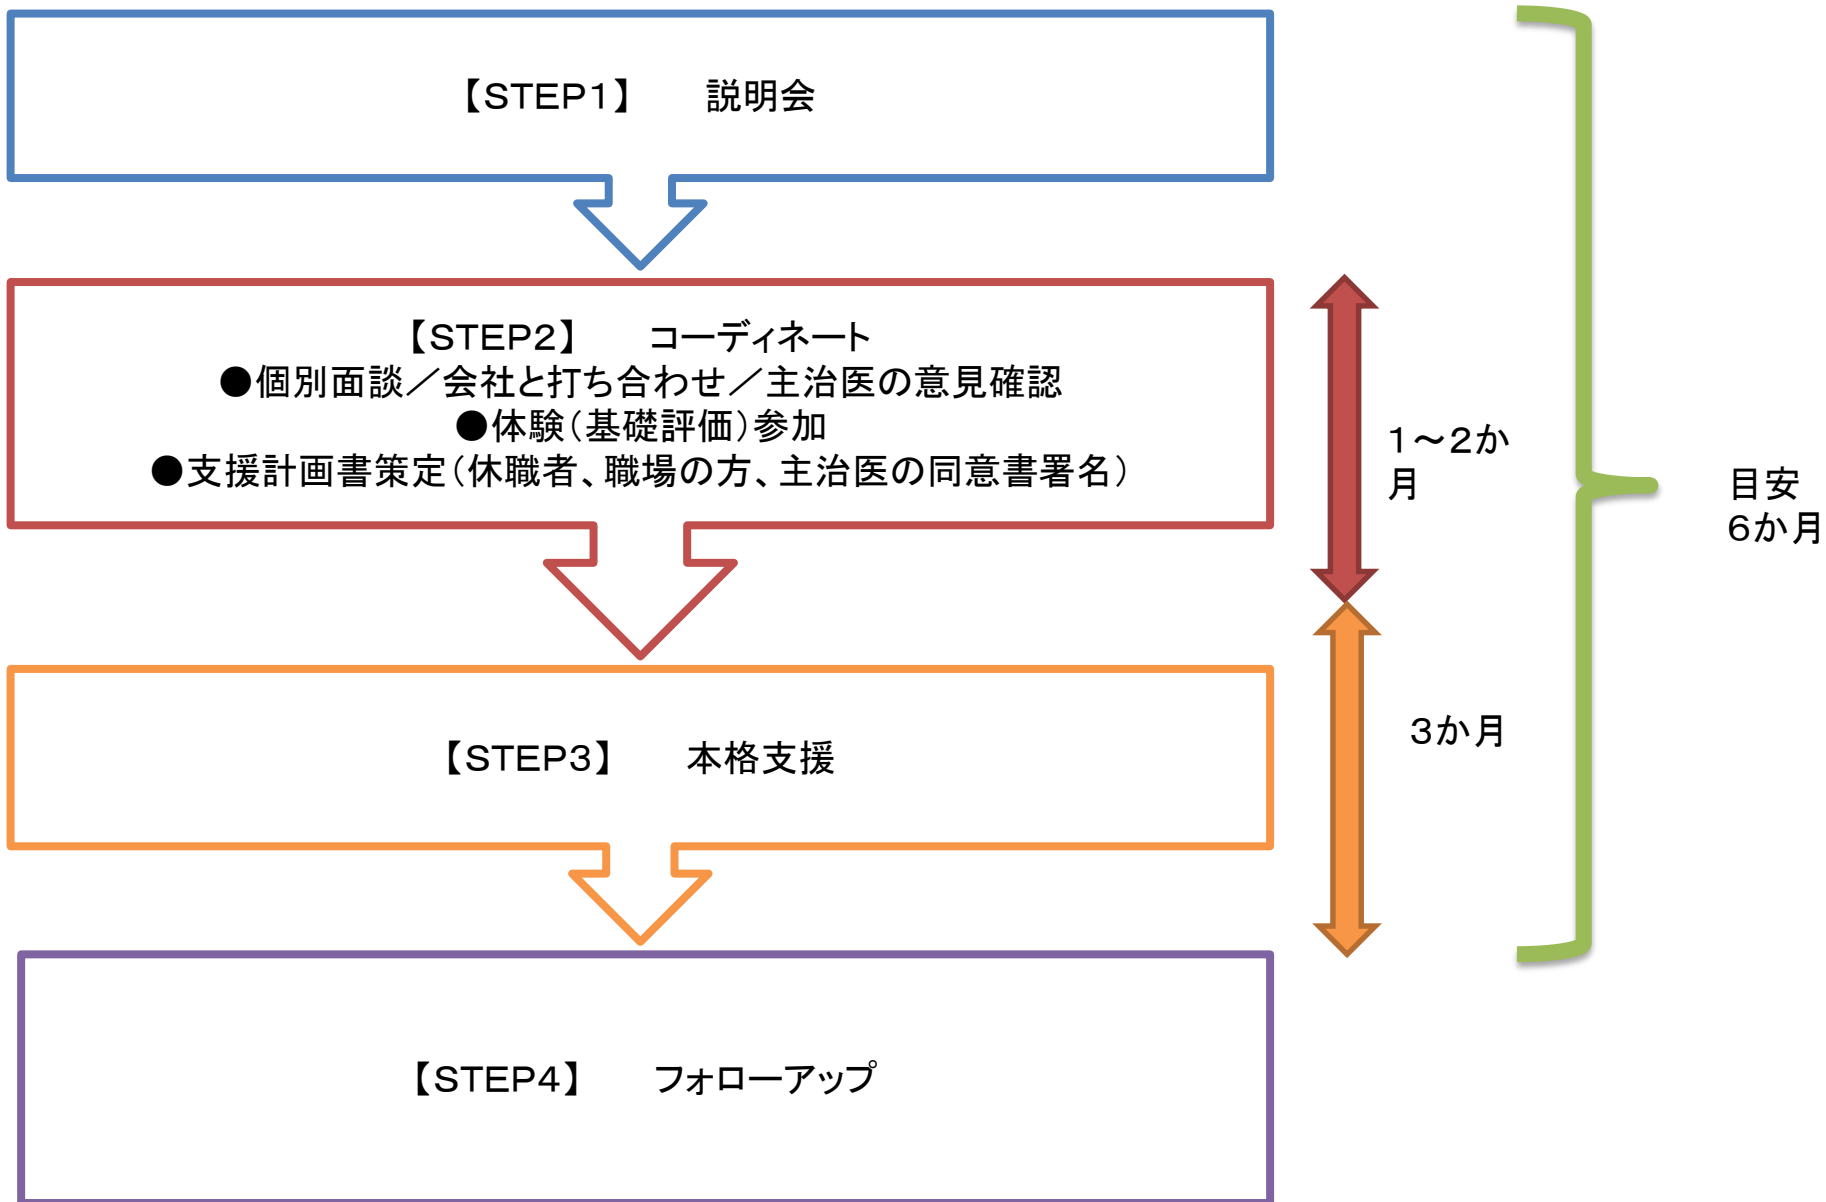 【STEP1】　　説明会
【STEP2】　　コーディネート
●個別面談／会社と打ち合わせ／主治医の意見確認
●体験（基礎評価）参加
●支援計画書策定（休職者、職場の方、主治医の同意書署名）
１～２か
月
目安
６か月
【STEP3】　　本格支援
３か月
【STEP4】　　フォローアップ